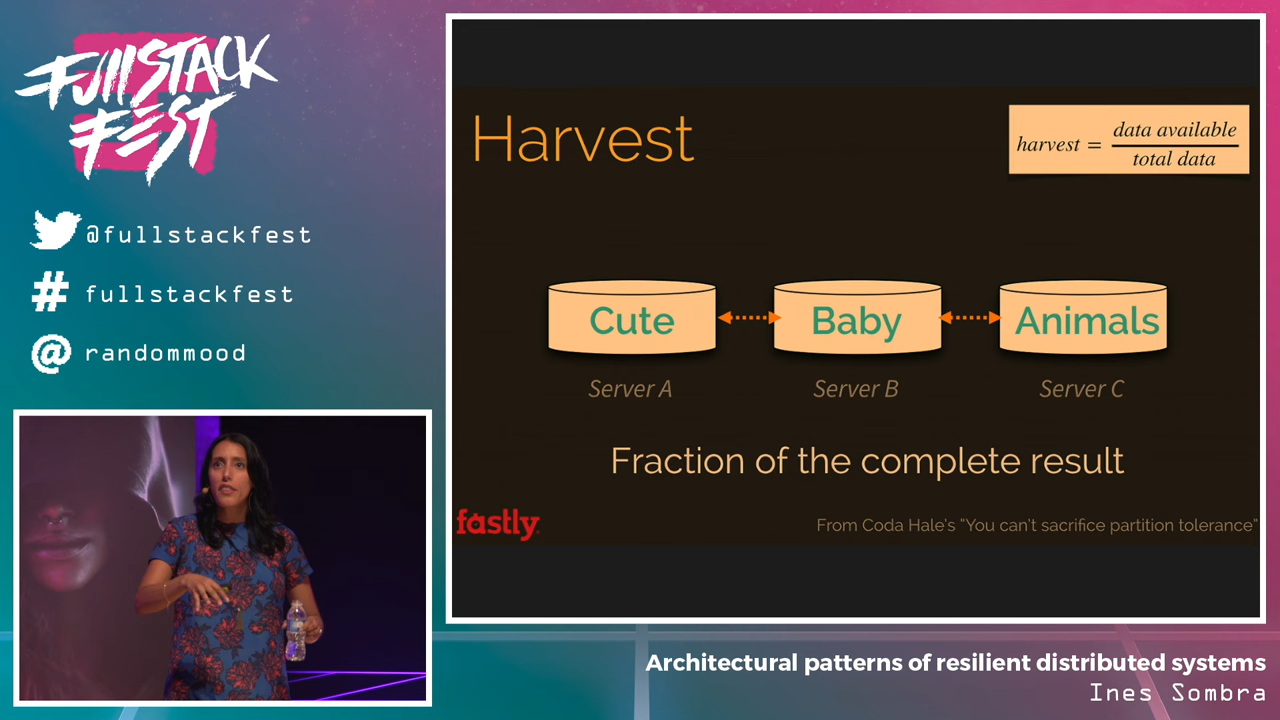 FullSTACK
FEST
@fullstackfest
# fullstackfest
@ randommood
Harvest
harvest = data available
total data
Cute
Baby
Animals
Server A
Server B
Server C
Fraction of the complete result
fastly
From Coda Hale's "You can't sacrifice partition tolerance"
Architectural patterns of resilient distributed systems
Ines Sombra